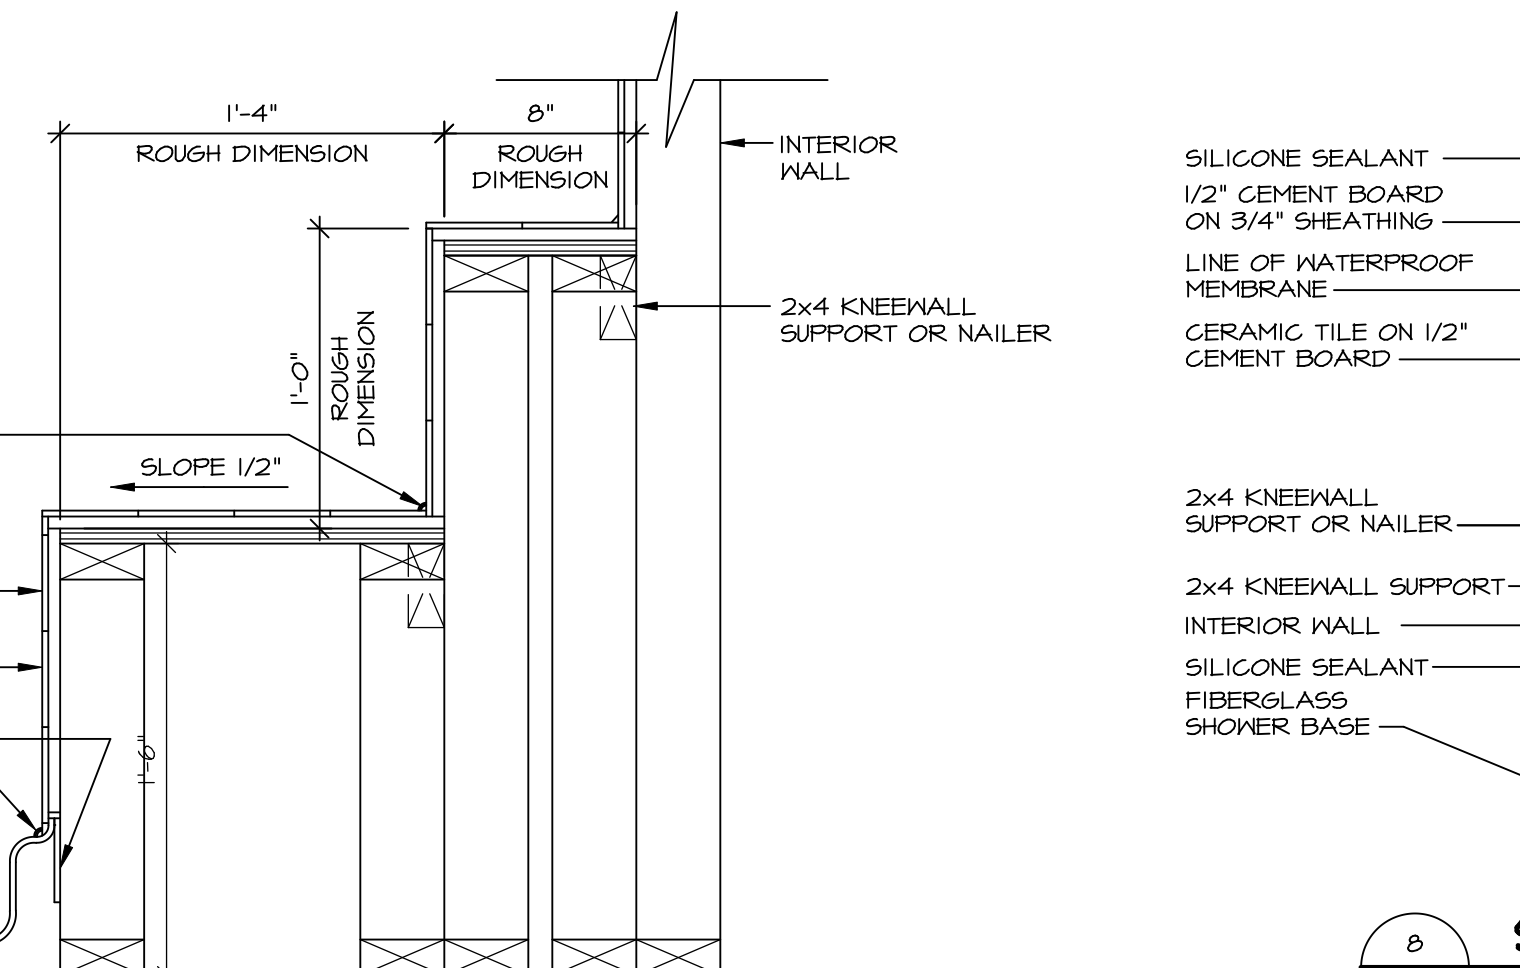 1'-4"
ROUGH DIMENSION
8"
ROUGH
DIMENSION
INTERIOR
WALL
2x4 KNEEWALL
SUPPORT OR NAILER
1'-0"
ROUGH
DIMENSION
SLOPE 1/2"
1'-6"
SILICONE SEALANT
1/2" CEMENT BOARD
ON 3/4" SHEATHING
LINE OF WATERPROOF
MEMBRANE
CERAMIC TILE ON 1/2"
CEMENT BOARD
2x4 KNEEWALL
SUPPORT OR NAILER
2x4 KNEEWALL SUPPORT
INTERIOR WALL
SILICONE SEALANT
FIBERGLASS
SHOWER BASE
8